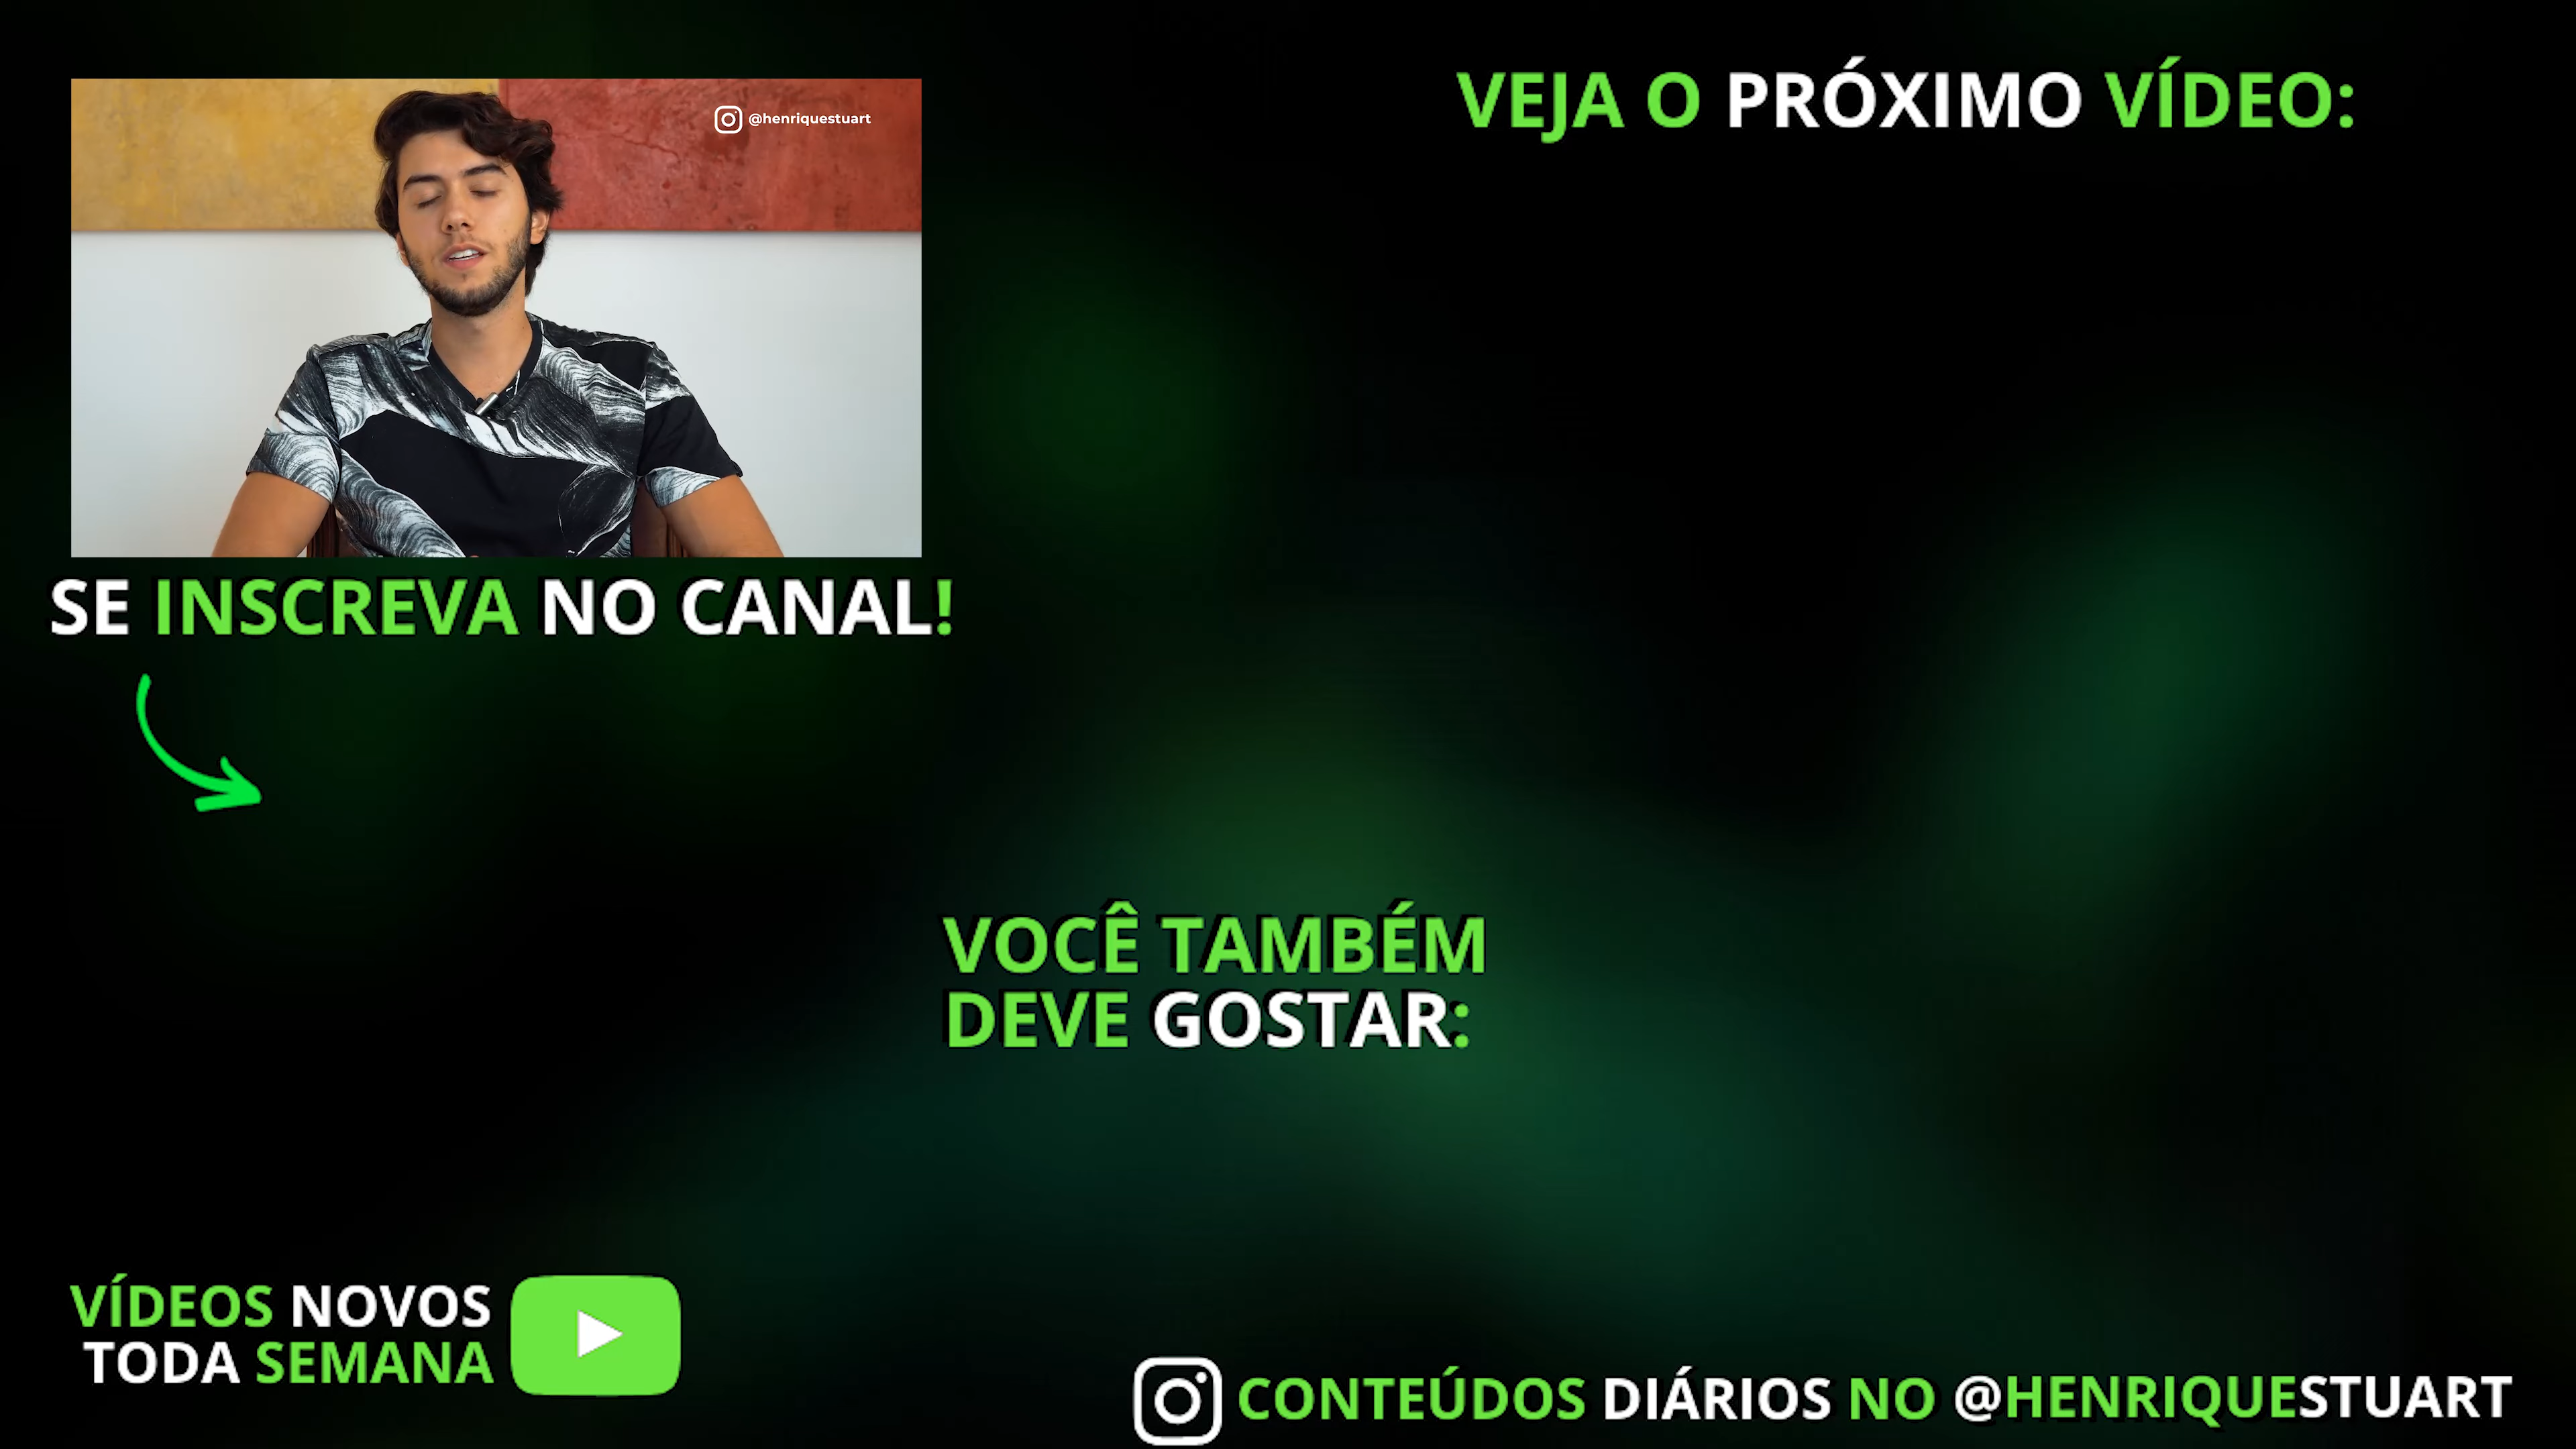 @henriquestuart
VEJA O PRÓXIMO VÍDEO:
SE INSCREVA NO CANAL!
VOCÊ TAMBÉM
DEVE GOSTAR:
VÍDEOS NOVOS
TODA SEMANA
CONTEÚDOS DIÁRIOS NO @HENRIQUESTUART